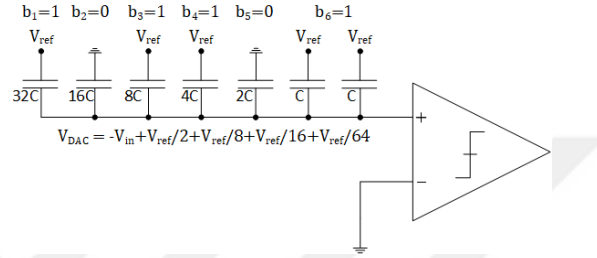 b₁=1 b₂=0 b₃=1 b₄=1 b₅=0 b₆=1
Vref Vref Vref Vref Vref
32C 16C 8C 4C 2C C C
V_DAC = -Vin+Vref/2+Vref/8+Vref/16+Vref/64
+
-